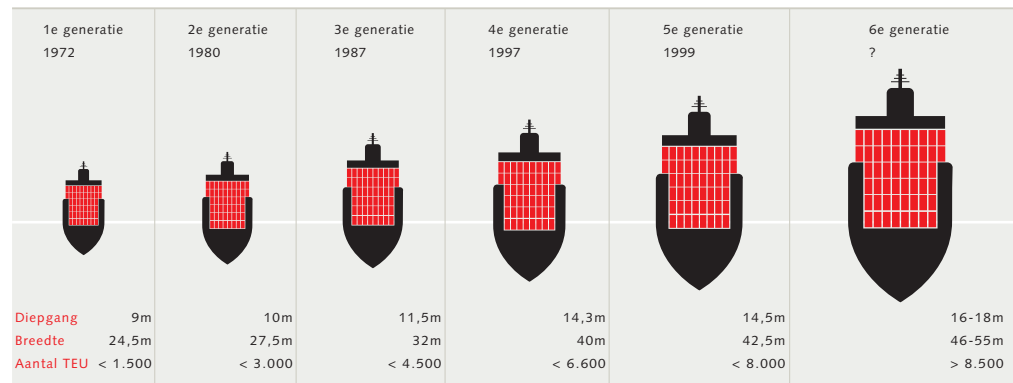 1e generatie 2e generatie 3e generatie 4e generatie 5e generatie 6e generatie
1972 1980 1987 1997 1999 ?
Diepgang 9m 10m 11,5m 14,3m 14,5m 16-18m
Breedte 24,5m 27,5m 32m 40m 42,5m 46-55m
Aantal TEU < 1.500 < 3.000 < 4.500 < 6.600 < 8.000 > 8.500